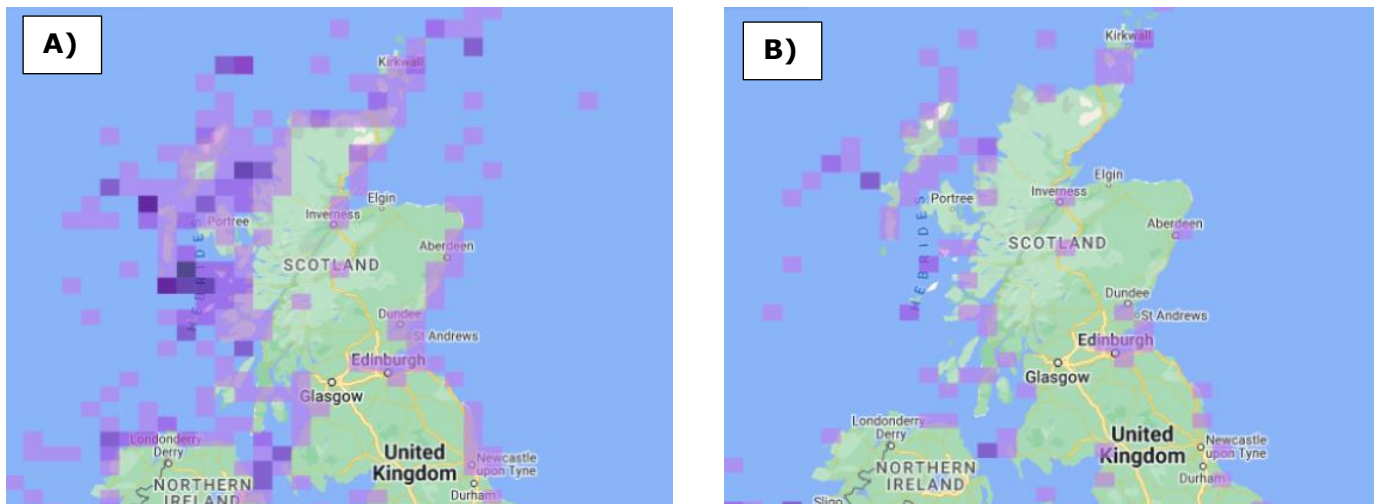 A)
Kirkwall
Elgin
Portree
Inverness
Aberdeen
HEBRIDES
SCOTLAND
Dundee
St Andrews
Edinburgh
Glasgow
Londonderry
Derry
United
Kingdom
Newcastle
upon Tyne
NORTHERN
IRELAND
Durham
B)
Kirkwall
Elgin
Portree
Inverness
Aberdeen
HEBRIDES
SCOTLAND
Dundee
St Andrews
Edinburgh
Glasgow
Londonderry
Derry
United
Kingdom
Newcastle
upon Tyne
NORTHERN
IRELAND
Durham
Sligo